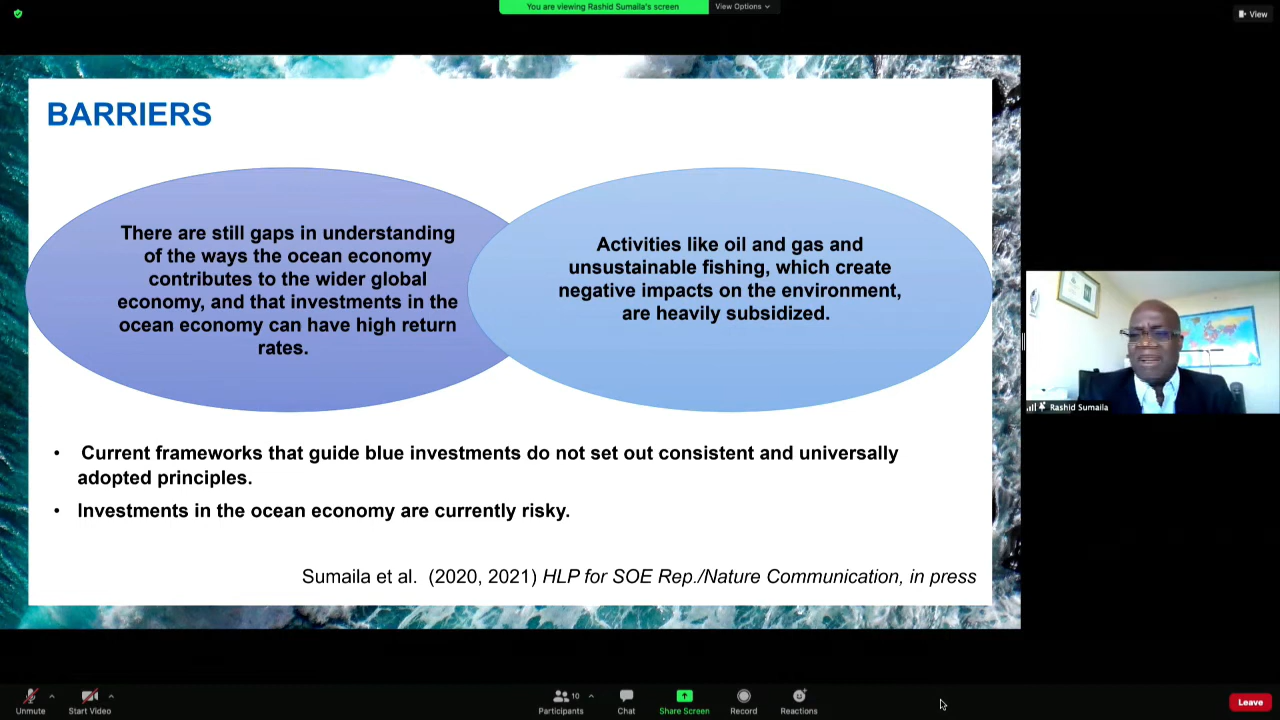 You are viewing Rashid Sumaila's screen
View Options
View
BARRIERS
There are still gaps in understanding
of the ways the ocean economy
contributes to the wider global
economy, and that investments in the
ocean economy can have high return
rates.
Activities like oil and gas and
unsustainable fishing, which create
negative impacts on the environment,
are heavily subsidized.
• Current frameworks that guide blue investments do not set out consistent and universally
adopted principles.
• Investments in the ocean economy are currently risky.
Sumaila et al. (2020, 2021) HLP for SOE Rep./Nature Communication, in press
Rashid Sumaila
Unmute
Start Video
10
Participants
Chat
Share Screen
Record
Reactions
Leave